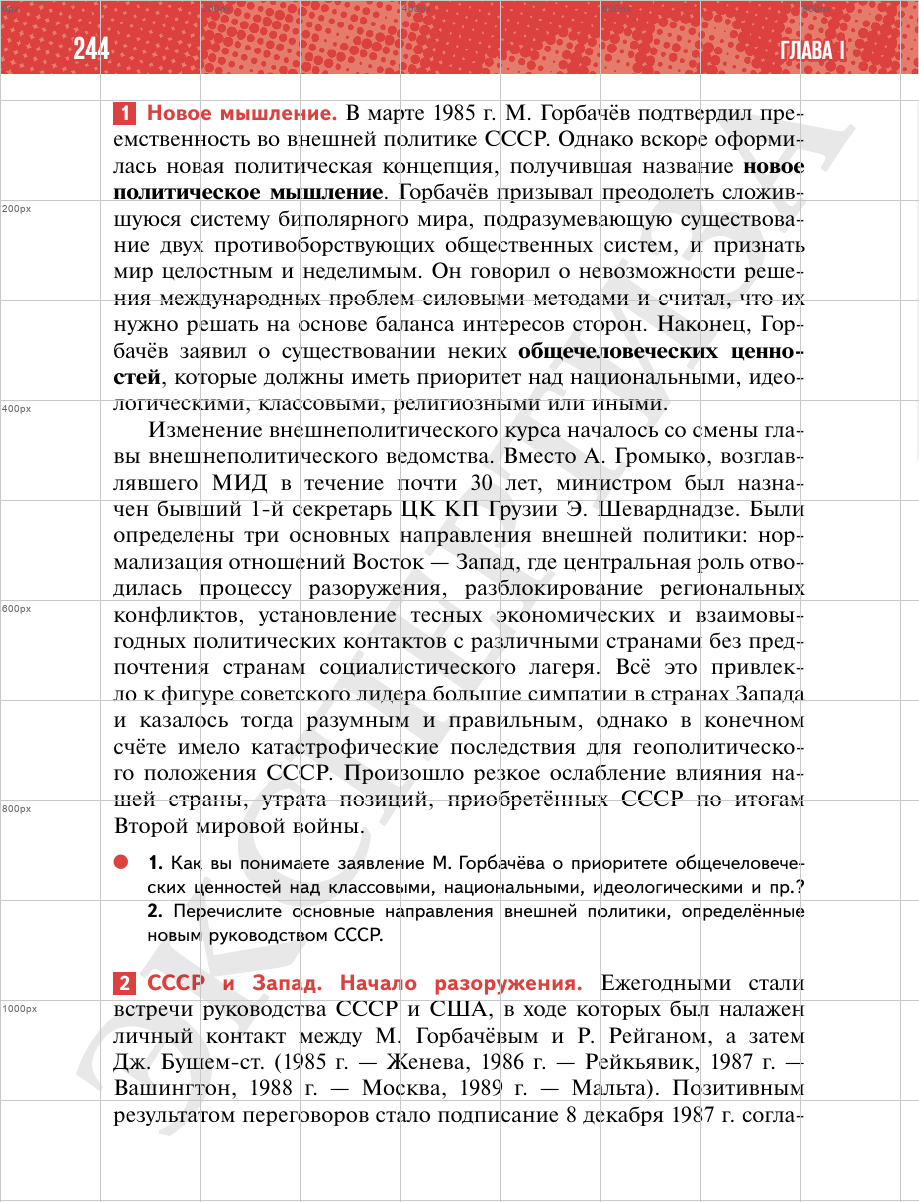 244
ГЛАВА I
1 Новое мышление. В марте 1985 г. М. Горбачёв подтвердил пре-
емственность во внешней политике СССР. Однако вскоре оформи-
лась новая политическая концепция, получившая название новое
политическое мышление. Горбачёв призывал преодолеть сложив-
шуюся систему биполярного мира, подразумевающую существова-
ние двух противоборствующих общественных систем, и признать
мир целостным и неделимым. Он говорил о невозможности реше-
ния международных проблем силовыми методами и считал, что их
нужно решать на основе баланса интересов сторон. Наконец, Гор-
бачёв заявил о существовании неких общечеловеческих ценно-
стей, которые должны иметь приоритет над национальными, идео-
логическими, классовыми, религиозными или иными.
Изменение внешнеполитического курса началось со смены гла-
вы внешнеполитического ведомства. Вместо А. Громыко, возглав-
лявшего МИД в течение почти 30 лет, министром был назна-
чен бывший 1-й секретарь ЦК КП Грузии Э. Шеварднадзе. Были
определены три основных направления внешней политики: нор-
мализация отношений Восток — Запад, где центральная роль отво-
дилась процессу разоружения, разблокирование региональных
конфликтов, установление тесных экономических и взаимовы-
годных политических контактов с различными странами без пред-
почтения странам социалистического лагеря. Всё это привлек-
ло к фигуре советского лидера большие симпатии в странах Запада
и казалось тогда разумным и правильным, однако в конечном
счёте имело катастрофические последствия для геополитическо-
го положения СССР. Произошло резкое ослабление влияния на-
шей страны, утрата позиций, приобретённых СССР по итогам
Второй мировой войны.
1. Как вы понимаете заявление М. Горбачёва о приоритете общечеловече-
ских ценностей над классовыми, национальными, идеологическими и пр.?
2. Перечислите основные направления внешней политики, определённые
новым руководством СССР.
2 СССР и Запад. Начало разоружения. Ежегодными стали
встречи руководства СССР и США, в ходе которых был налажен
личный контакт между М. Горбачёвым и Р. Рейганом, а затем
Дж. Бушем-ст. (1985 г. — Женева, 1986 г. — Рейкьявик, 1987 г. —
Вашингтон, 1988 г. — Москва, 1989 г. — Мальта). Позитивным
результатом переговоров стало подписание 8 декабря 1987 г. согла-
ЭКСПЕРТИЗА
200px
400px
600px
800px
1000px